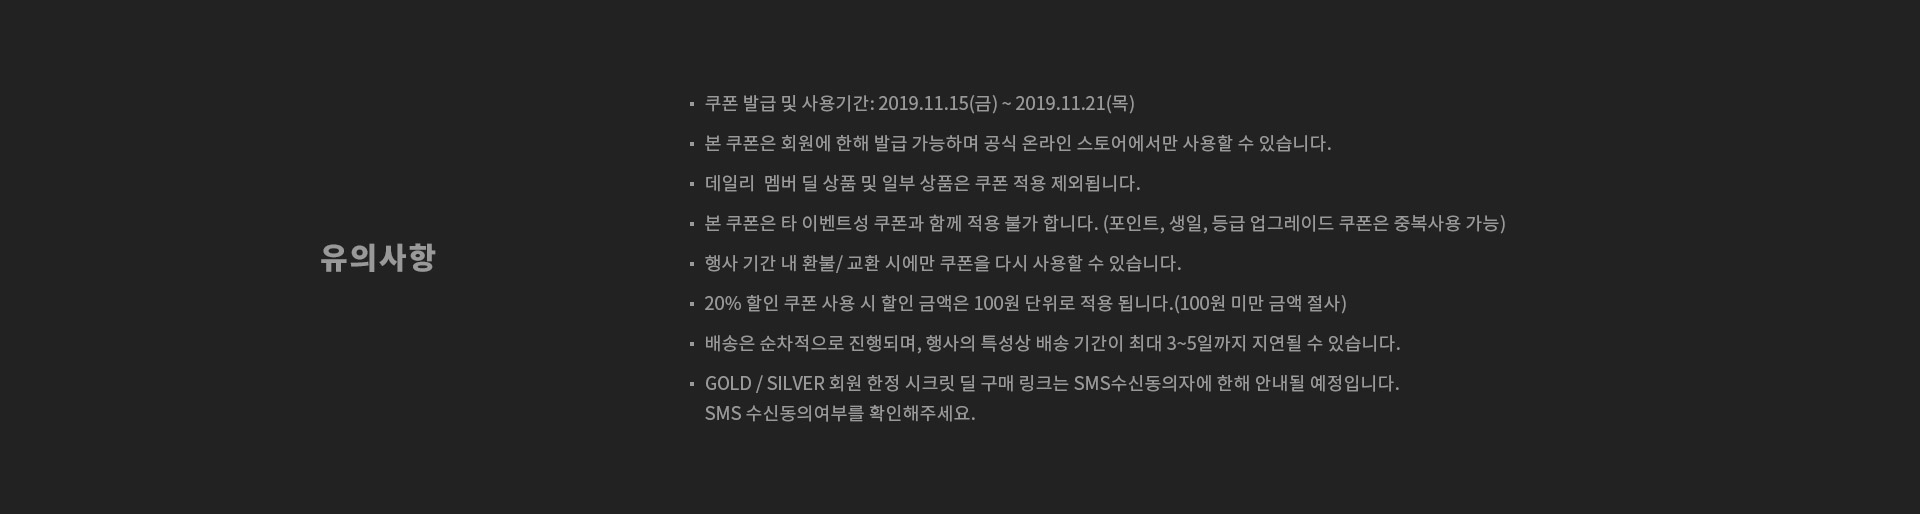 유의사항
▪ 쿠폰 발급 및 사용기간: 2019.11.15(금) ~ 2019.11.21(목)
▪ 본 쿠폰은 회원에 한해 발급 가능하며 공식 온라인 스토어에서만 사용할 수 있습니다.
▪ 데일리 멤버 딜 상품 및 일부 상품은 쿠폰 적용 제외됩니다.
▪ 본 쿠폰은 타 이벤트성 쿠폰과 함께 적용 불가 합니다. (포인트, 생일, 등급 업그레이드 쿠폰은 중복사용 가능)
▪ 행사 기간 내 환불/ 교환 시에만 쿠폰을 다시 사용할 수 있습니다.
▪ 20% 할인 쿠폰 사용 시 할인 금액은 100원 단위로 적용 됩니다.(100원 미만 금액 절사)
▪ 배송은 순차적으로 진행되며, 행사의 특성상 배송 기간이 최대 3~5일까지 지연될 수 있습니다.
▪ GOLD / SILVER 회원 한정 시크릿 딜 구매 링크는 SMS수신동의자에 한해 안내될 예정입니다.
SMS 수신동의여부를 확인해주세요.